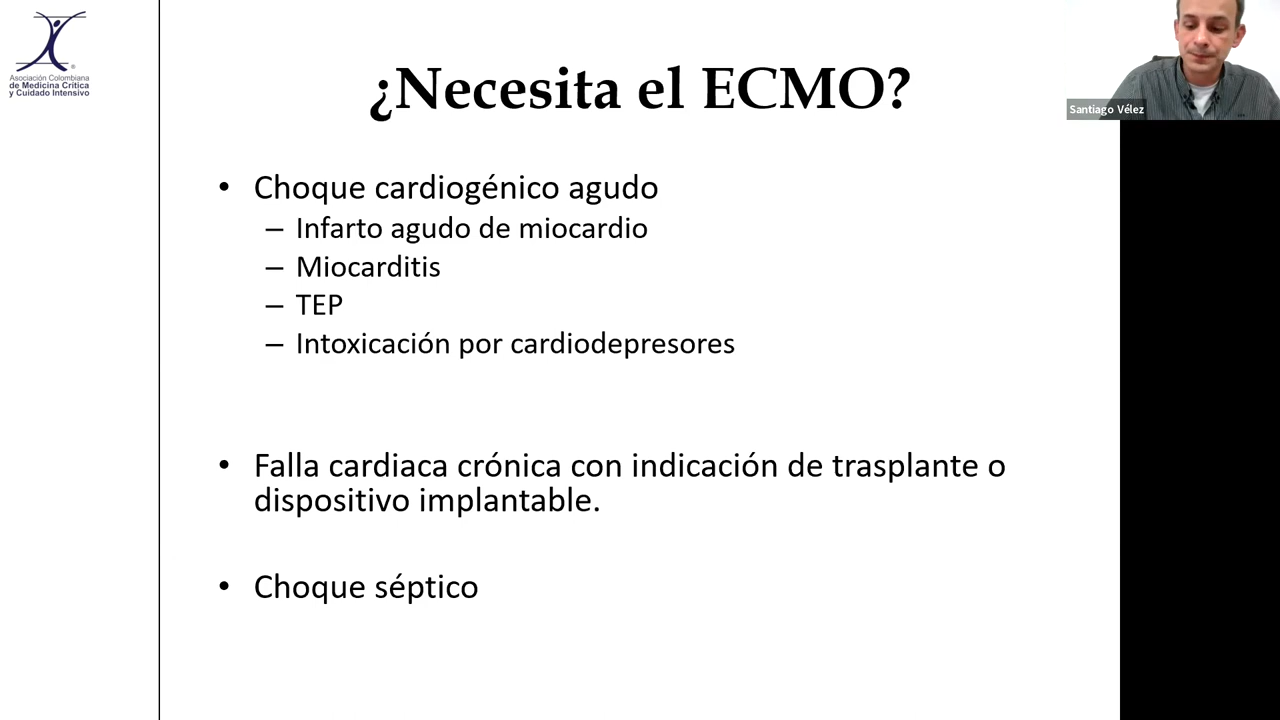 Asociación Colombiana
de Medicina Crítica
y Cuidado Intensivo
¿Necesita el ECMO?
Santiago Vélez
• Choque cardiogénico agudo
– Infarto agudo de miocardio
– Miocarditis
– TEP
– Intoxicación por cardiodepresores
• Falla cardiaca crónica con indicación de trasplante o
dispositivo implantable.
• Choque séptico